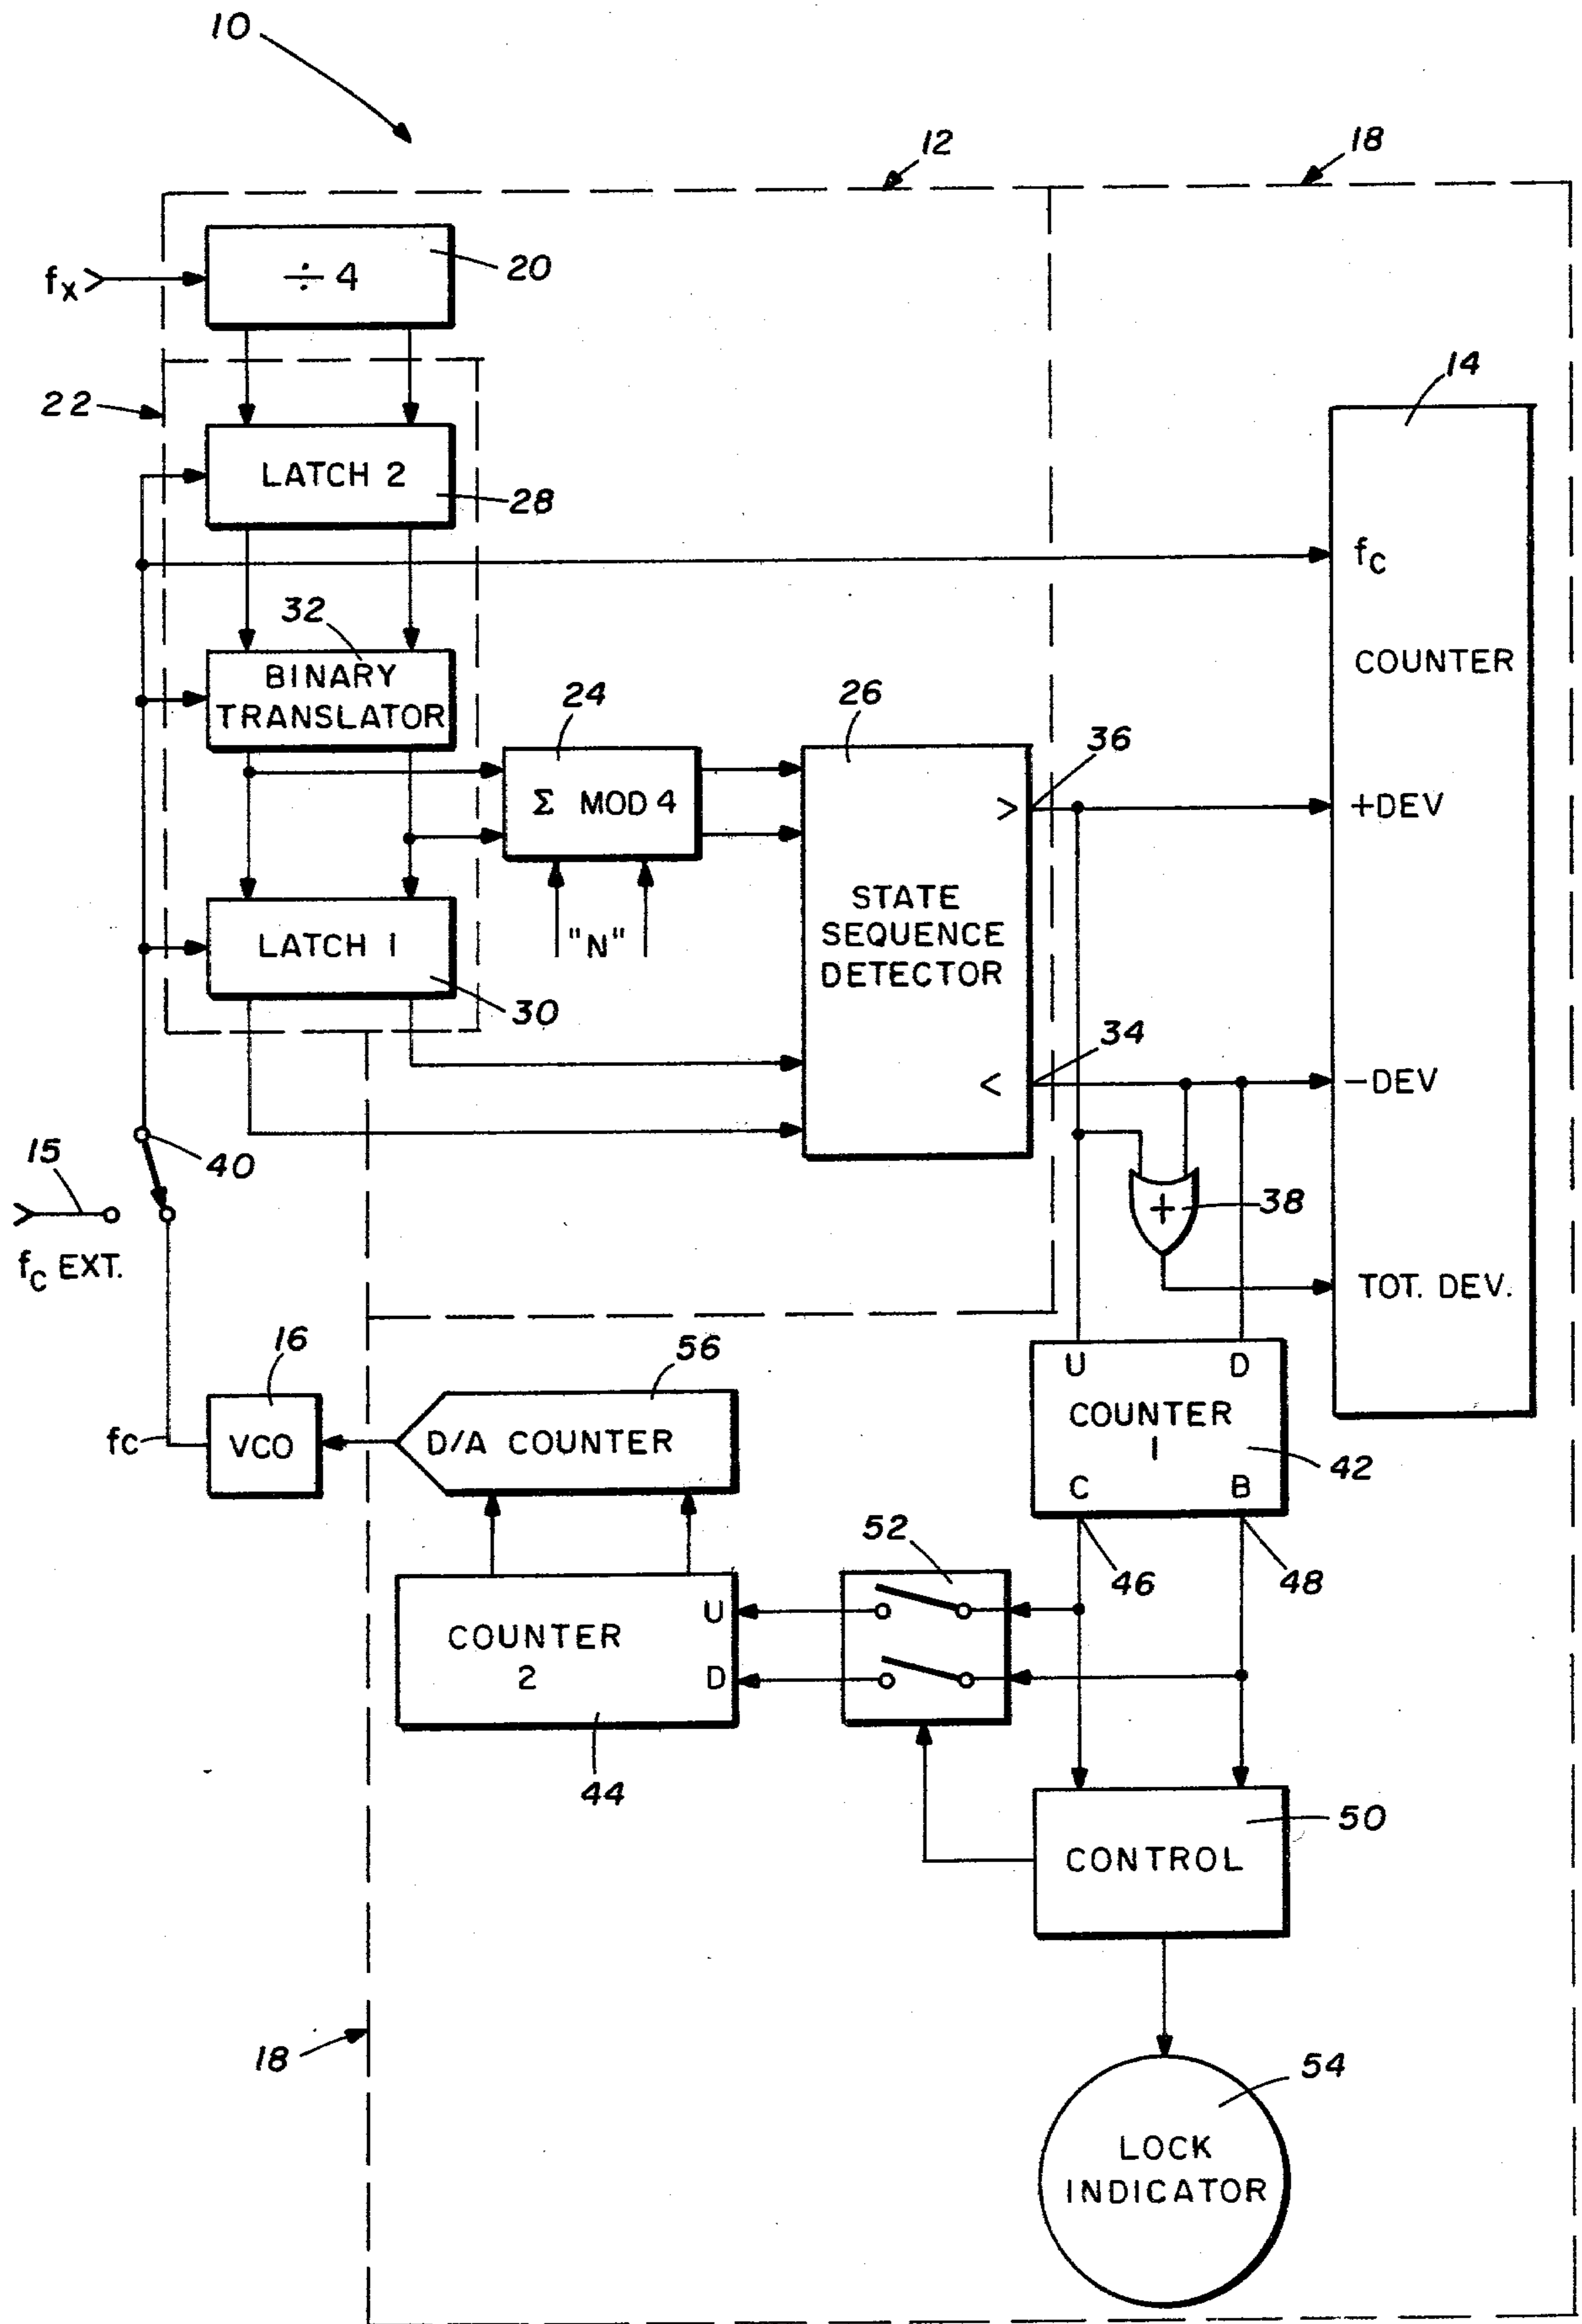 10
12
18
fx
÷ 4
20
14
22
LATCH 2
28
fC
32
COUNTER
BINARY
TRANSLATOR
24
26
36
Σ MOD 4
>
+DEV
STATE
SEQUENCE
DETECTOR
"N"
LATCH 1
30
34
<
-DEV
15
40
+
38
fC EXT.
TOT. DEV.
16
56
U D
COUNTER
1
fC
VCO
D/A COUNTER
42
C B
52
46
48
U
COUNTER
2
D
44
50
CONTROL
18
54
LOCK
INDICATOR